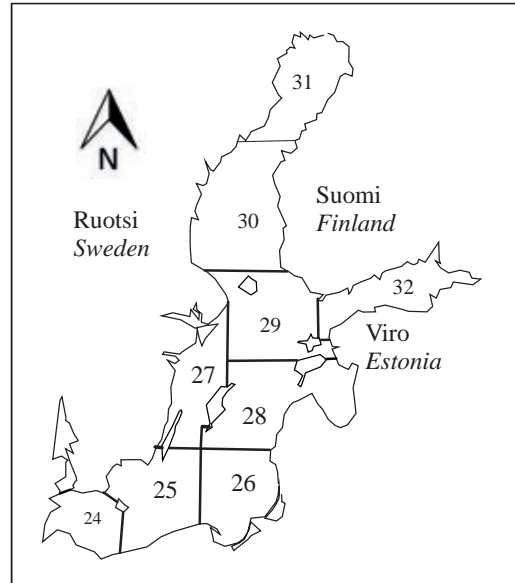 31
N
Suomi
Finland
Ruotsi
Sweden
30
32
29
Viro
Estonia
27
28
25
26
24